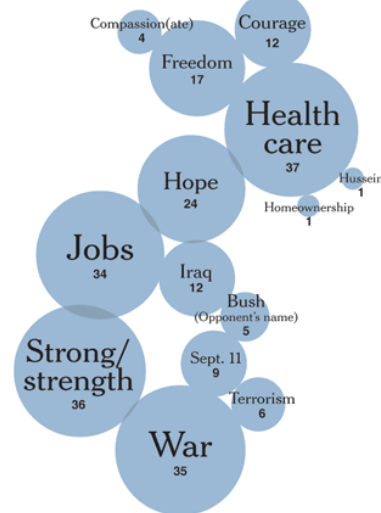 Compassion(ate)
4
Courage
12
Freedom
17
Health
care
37
Hussein
1
Homeownership
1
Hope
24
Jobs
34
Iraq
12
Bush
(Opponent's name)
5
Strong/
strength
36
Sept. 11
9
Terrorism
6
War
35